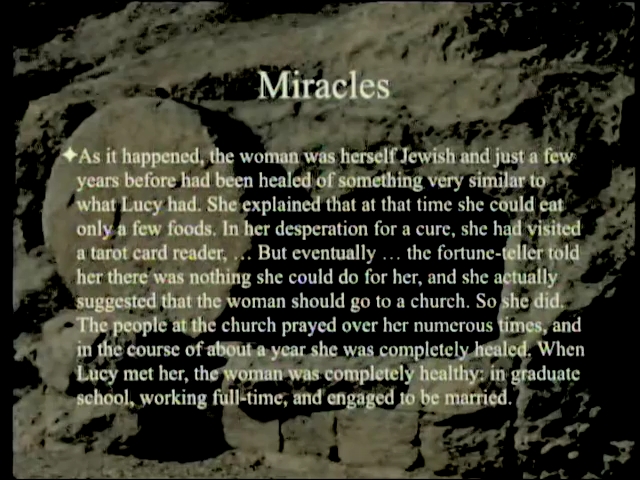 Miracles
✦As it happened, the woman was herself Jewish and just a few
years before had been healed of something very similar to
what Lucy had. She explained that at that time she could eat
only a few foods. In her desperation for a cure, she had visited
a tarot card reader, … But eventually … the fortune-teller told
her there was nothing she could do for her, and she actually
suggested that the woman should go to a church. So she did.
The people at the church prayed over her numerous times, and
in the course of about a year she was completely healed. When
Lucy met her, the woman was completely healthy: in graduate
school, working full-time, and engaged to be married.